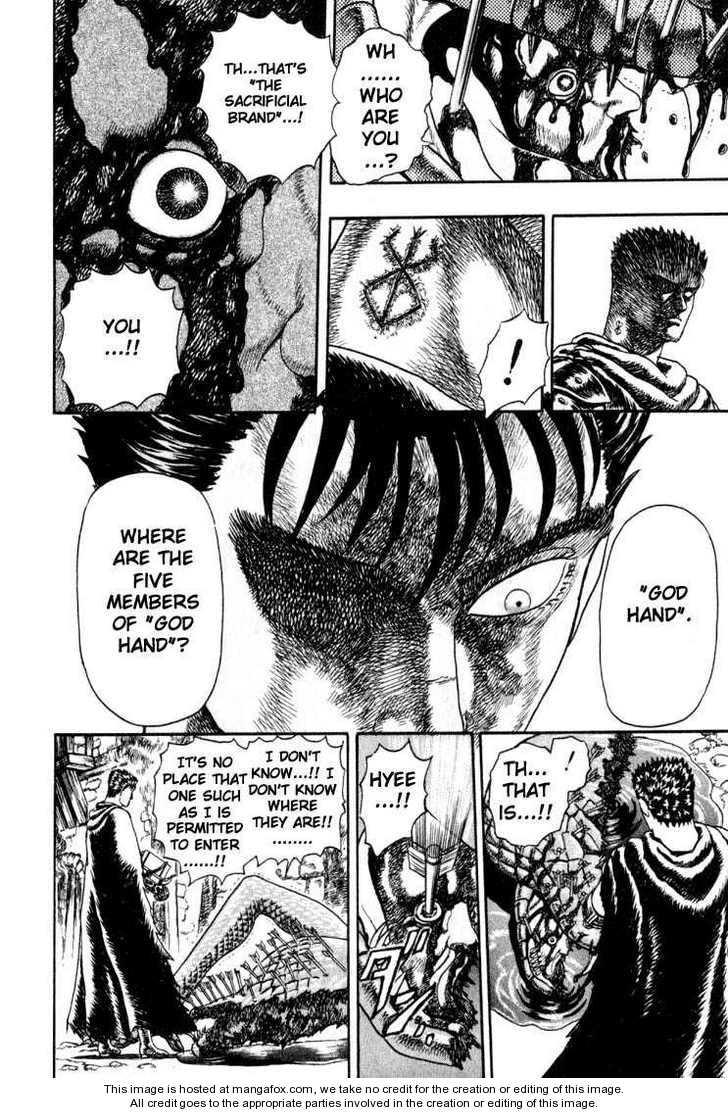 WH
......
WHO
ARE
YOU
...?
TH...THAT'S
"THE
SACRIFICIAL
BRAND"...!
YOU
...!!
!
"GOD
HAND".
WHERE
ARE THE
FIVE
MEMBERS
OF "GOD
HAND"?
!
TH...
THAT
IS...!!
HYEE
...!!
ダン
I DON'T
KNOW...!! I
DON'T KNOW
WHERE
THEY ARE!!
........
IT'S NO
PLACE THAT
ONE SUCH
AS I IS
PERMITTED
TO ENTER
......!!
This image is hosted at mangafox.com, we take no credit for the creation or editing of this image.
All credit goes to the appropriate parties involved in the creation or editing of this image.